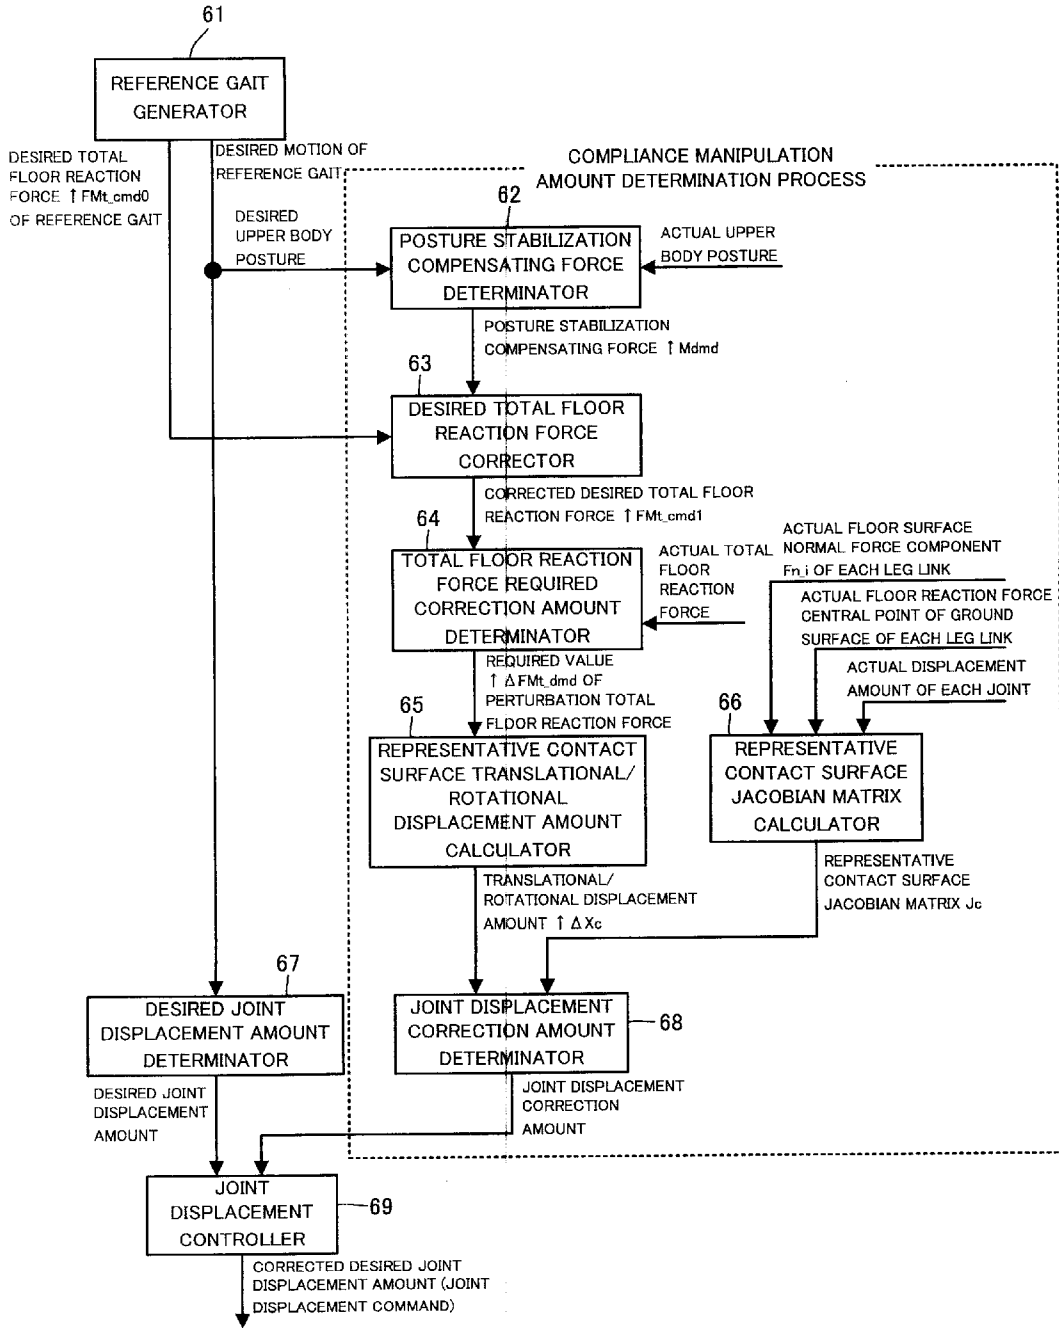 61
REFERENCE GAIT
GENERATOR
DESIRED TOTAL
FLOOR REACTION
FORCE ↑ FMt_cmd0
OF REFERENCE GAIT
DESIRED MOTION OF
REFERENCE GAIT
COMPLIANCE MANIPULATION
AMOUNT DETERMINATION PROCESS
DESIRED
UPPER BODY
POSTURE
62
POSTURE STABILIZATION
COMPENSATING FORCE
DETERMINATOR
ACTUAL UPPER
BODY POSTURE
POSTURE STABILIZATION
COMPENSATING FORCE ↑ Mdmd
63
DESIRED TOTAL FLOOR
REACTION FORCE
CORRECTOR
CORRECTED DESIRED TOTAL FLOOR
REACTION FORCE ↑ FMt_cmd1
64
TOTAL FLOOR REACTION
FORCE REQUIRED
CORRECTION AMOUNT
DETERMINATOR
ACTUAL TOTAL
FLOOR
REACTION
FORCE
ACTUAL FLOOR SURFACE
NORMAL FORCE COMPONENT
Fn_i OF EACH LEG LINK
ACTUAL FLOOR REACTION FORCE
CENTRAL POINT OF GROUND
SURFACE OF EACH LEG LINK
ACTUAL DISPLACEMENT
AMOUNT OF EACH JOINT
REQUIRED VALUE
↑ Δ FMt_dmd OF
PERTURBATION TOTAL
FLOOR REACTION FORCE
65
REPRESENTATIVE CONTACT
SURFACE TRANSLATIONAL/
ROTATIONAL
DISPLACEMENT AMOUNT
CALCULATOR
66
REPRESENTATIVE
CONTACT SURFACE
JACOBIAN MATRIX
CALCULATOR
TRANSLATIONAL/
ROTATIONAL DISPLACEMENT
AMOUNT ↑ Δ Xc
REPRESENTATIVE
CONTACT SURFACE
JACOBIAN MATRIX Jc
67
DESIRED JOINT
DISPLACEMENT AMOUNT
DETERMINATOR
JOINT DISPLACEMENT
CORRECTION AMOUNT
DETERMINATOR
68
DESIRED JOINT
DISPLACEMENT
AMOUNT
JOINT DISPLACEMENT
CORRECTION
AMOUNT
JOINT
DISPLACEMENT
CONTROLLER
69
CORRECTED DESIRED JOINT
DISPLACEMENT AMOUNT (JOINT
DISPLACEMENT COMMAND)